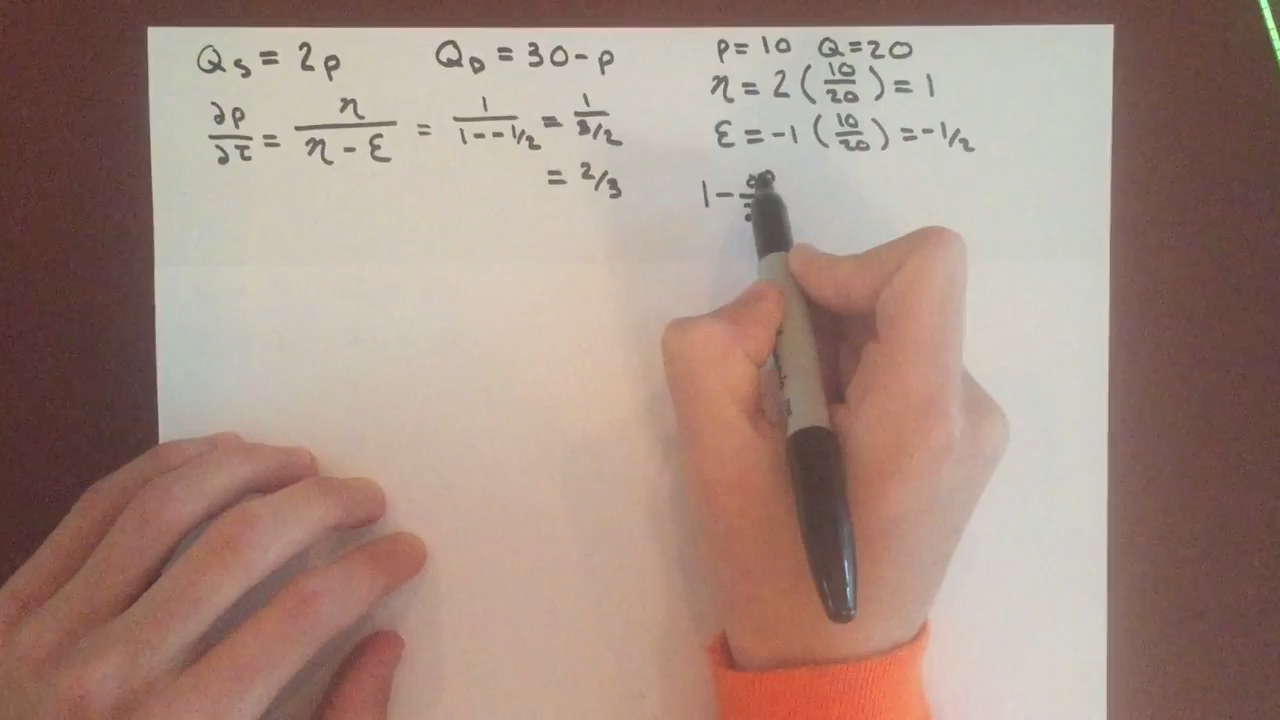 Qs = 2p
QD = 30-p
∂p/∂τ = η/(η - ε) = 1/(1--1/2) = 1/(3/2)
= 2/3
p=10 Q=20
η = 2(10/20) = 1
ε = -1(10/20) = -1/2
1 -